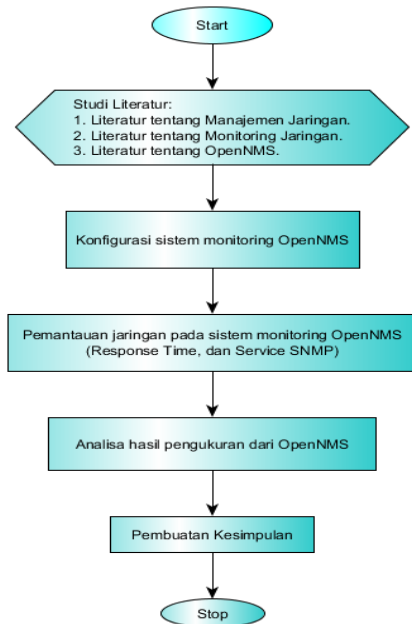 Start
Studi Literatur:
1. Literatur tentang Manajemen Jaringan.
2. Literatur tentang Monitoring Jaringan.
3. Literatur tentang OpenNMS.
Konfigurasi sistem monitoring OpenNMS
Pemantauan jaringan pada sistem monitoring OpenNMS
(Response Time, dan Service SNMP)
Analisa hasil pengukuran dari OpenNMS
Pembuatan Kesimpulan
Stop